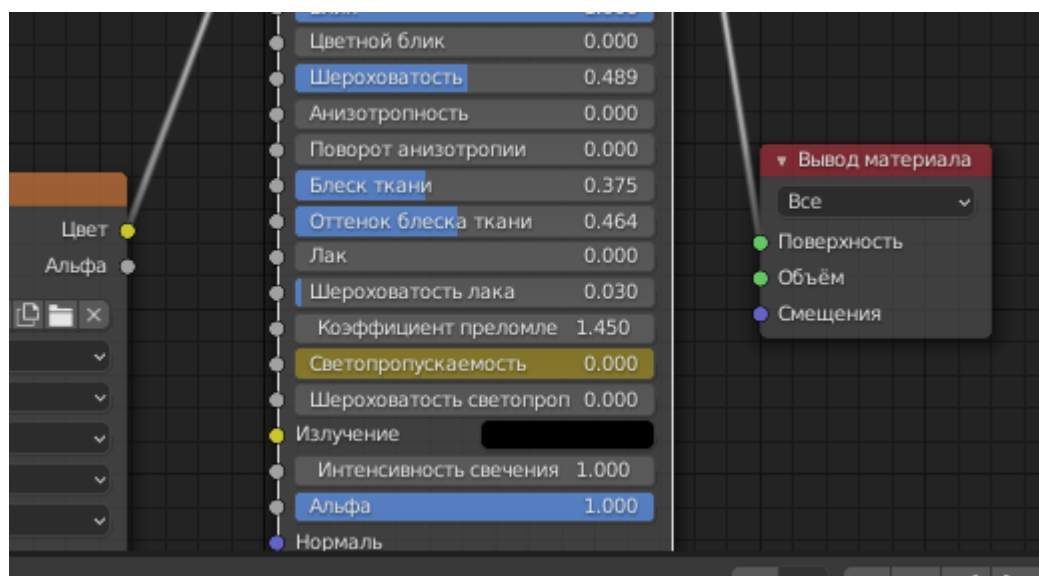 Цветной блик 0.000
Шероховатость 0.489
Анизотропность 0.000
Поворот анизотропии 0.000
Блеск ткани 0.375
Оттенок блеска ткани 0.464
Лак 0.000
Шероховатость лака 0.030
Коэффициент преломле 1.450
Светопропускаемость 0.000
Шероховатость светопроп 0.000
Излучение
Интенсивность свечения 1.000
Альфа 1.000
Нормаль
Цвет
Альфа
Вывод материала
Все
Поверхность
Объём
Смещения